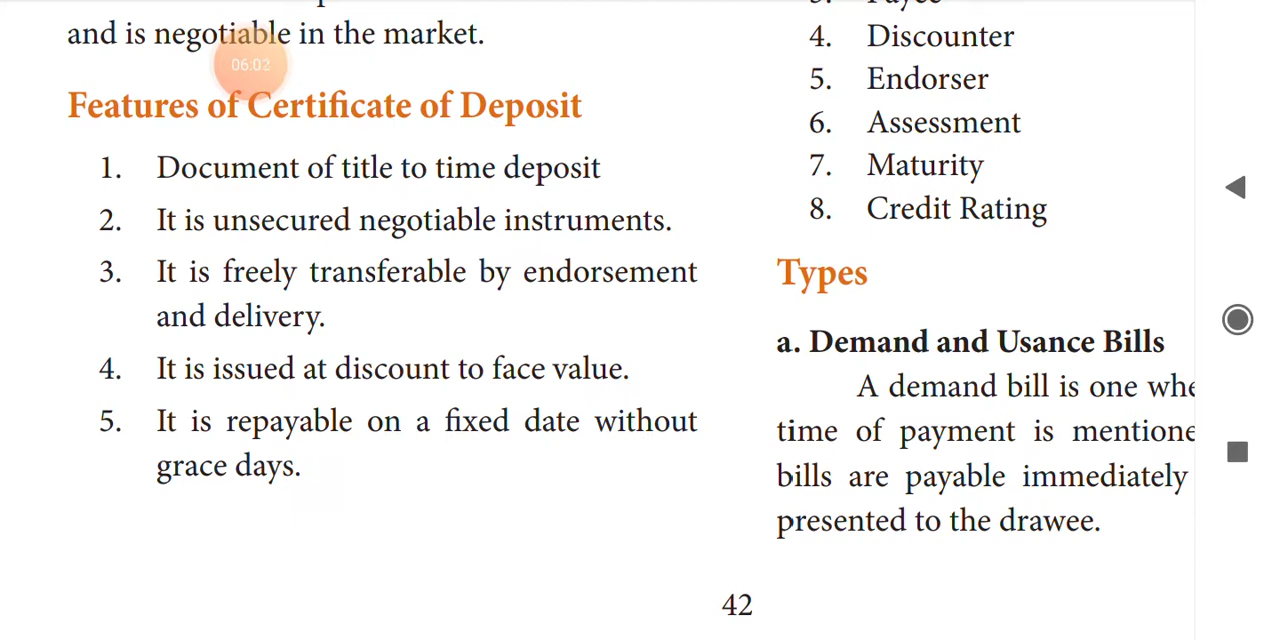 and is negotiable in the market.
06:02
Features of Certificate of Deposit
1. Document of title to time deposit
2. It is unsecured negotiable instruments.
3. It is freely transferable by endorsement
and delivery.
4. It is issued at discount to face value.
5. It is repayable on a fixed date without
grace days.
4. Discounter
5. Endorser
6. Assessment
7. Maturity
8. Credit Rating
Types
a. Demand and Usance Bills
A demand bill is one
time of payment is
bills are payable immediately
presented to the drawee.
42